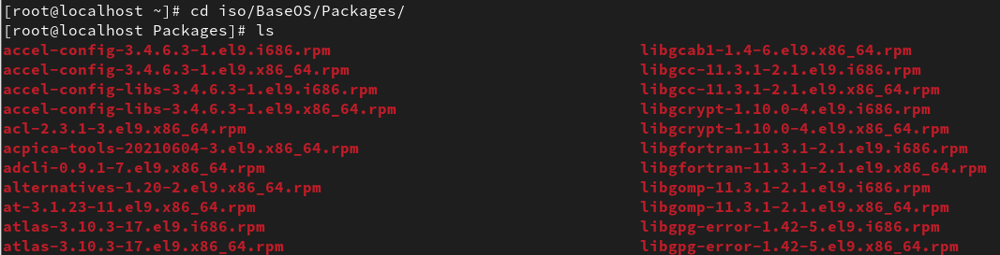 [root@localhost ~]# cd iso/BaseOS/Packages/
[root@localhost Packages]# ls
accel-config-3.4.6.3-1.el9.i686.rpm libgcab1-1.4-6.el9.x86_64.rpm
accel-config-3.4.6.3-1.el9.x86_64.rpm libgcc-11.3.1-2.1.el9.i686.rpm
accel-config-libs-3.4.6.3-1.el9.i686.rpm libgcc-11.3.1-2.1.el9.x86_64.rpm
accel-config-libs-3.4.6.3-1.el9.x86_64.rpm libgcrypt-1.10.0-4.el9.i686.rpm
acl-2.3.1-3.el9.x86_64.rpm libgcrypt-1.10.0-4.el9.x86_64.rpm
acpica-tools-20210604-3.el9.x86_64.rpm libgfortran-11.3.1-2.1.el9.i686.rpm
adcli-0.9.1-7.el9.x86_64.rpm libgfortran-11.3.1-2.1.el9.x86_64.rpm
alternatives-1.20-2.el9.x86_64.rpm libgomp-11.3.1-2.1.el9.i686.rpm
at-3.1.23-11.el9.x86_64.rpm libgomp-11.3.1-2.1.el9.x86_64.rpm
atlas-3.10.3-17.el9.i686.rpm libgpg-error-1.42-5.el9.i686.rpm
atlas-3.10.3-17.el9.x86_64.rpm libgpg-error-1.42-5.el9.x86_64.rpm